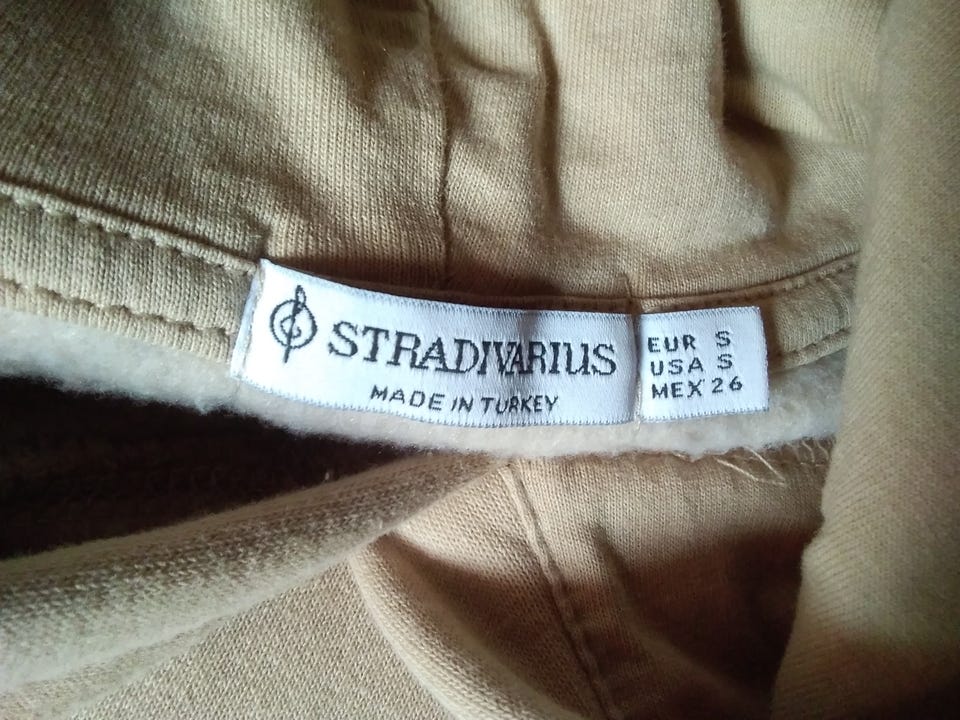 STRADIVARIUS
MADE IN TURKEY
EUR S
USA S
MEX 26